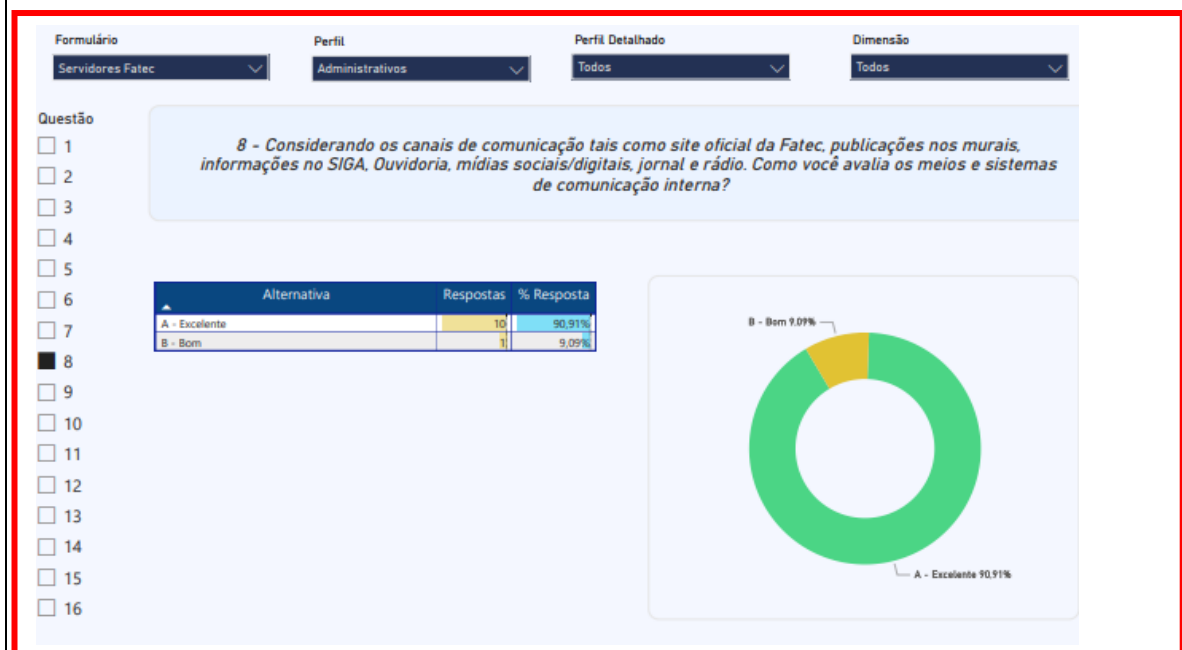 Formulário Perfil Perfil Detalhado Dimensão
Servidores Fatec Administrativos Todos Todos
Questão
8 - Considerando os canais de comunicação tais como site oficial da Fatec, publicações nos murais,
informações no SIGA, Ouvidoria, mídias sociais/digitais, jornal e rádio. Como você avalia os meios e sistemas
de comunicação interna?
1
2
3
4
5
6
7
8
9
10
11
12
13
14
15
16
Alternativa Respostas % Resposta
A - Excelente 10 90,91%
B - Bom 1 9,09%
B - Bom 9,09%
A - Excelente 90,91%